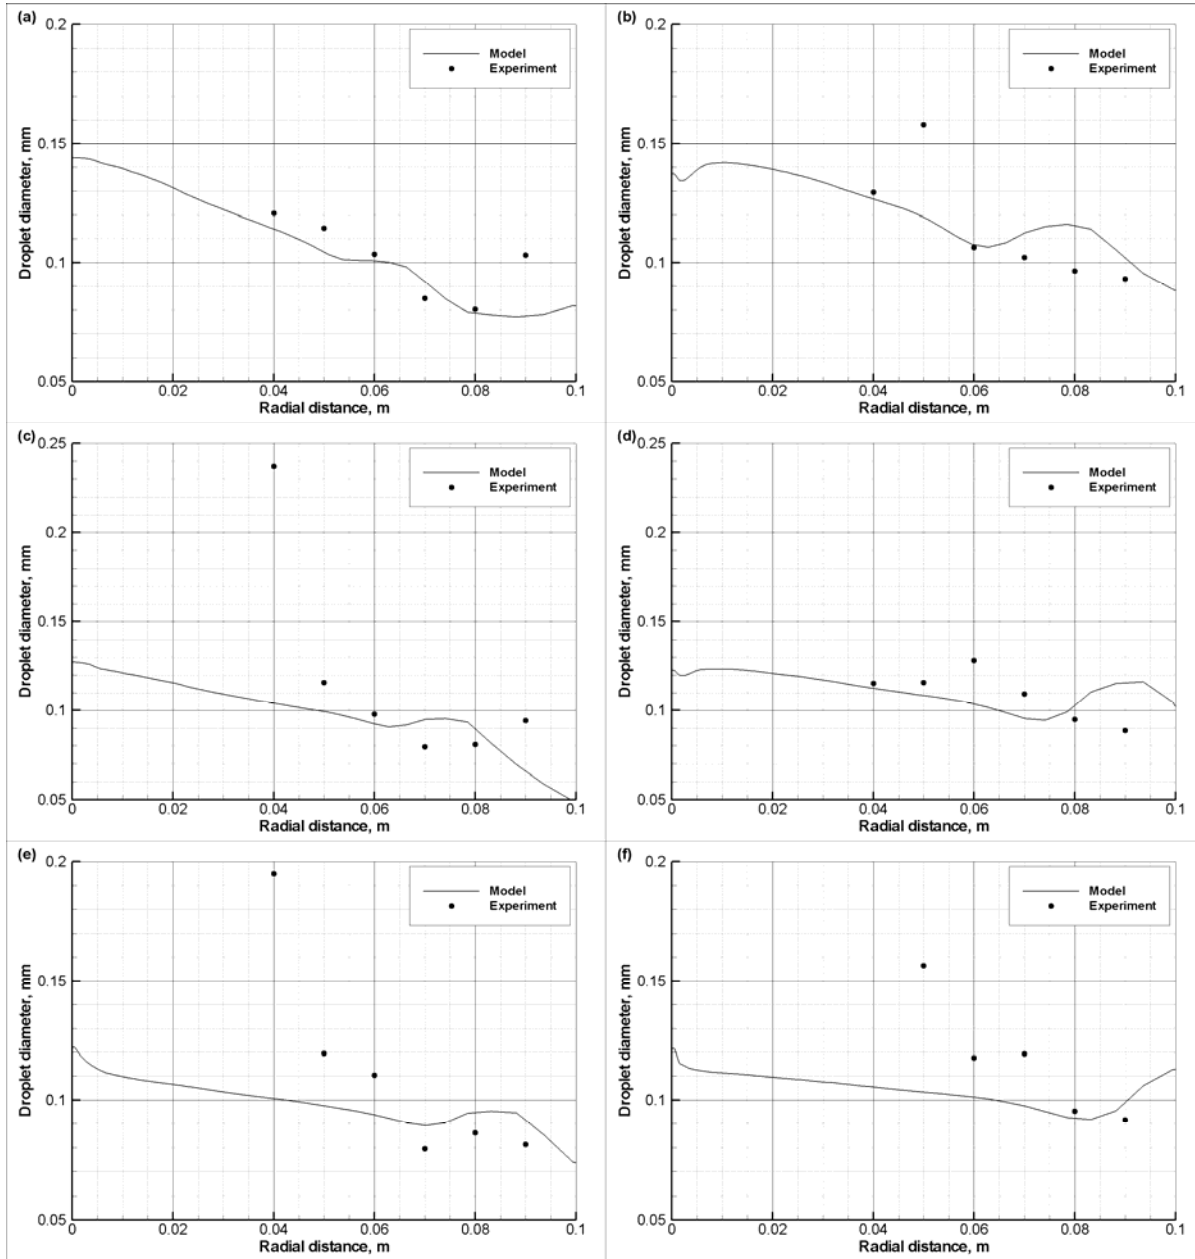 (a)
0.2
Model
Experiment
0.15
Droplet diameter, mm
0.1
0.05
0 0.02 0.04 0.06 0.08 0.1
Radial distance, m
(b)
0.2
Model
Experiment
0.15
Droplet diameter, mm
0.1
0.05
0 0.02 0.04 0.06 0.08 0.1
Radial distance, m
(c)
0.25
Model
Experiment
0.2
Droplet diameter, mm
0.15
0.1
0.05
0 0.02 0.04 0.06 0.08 0.1
Radial distance, m
(d)
0.25
Model
Experiment
0.2
Droplet diameter, mm
0.15
0.1
0.05
0 0.02 0.04 0.06 0.08 0.1
Radial distance, m
(e)
0.2
Model
Experiment
0.15
Droplet diameter, mm
0.1
0.05
0 0.02 0.04 0.06 0.08 0.1
Radial distance, m
(f)
0.2
Model
Experiment
0.15
Droplet diameter, mm
0.1
0.05
0 0.02 0.04 0.06 0.08 0.1
Radial distance, m